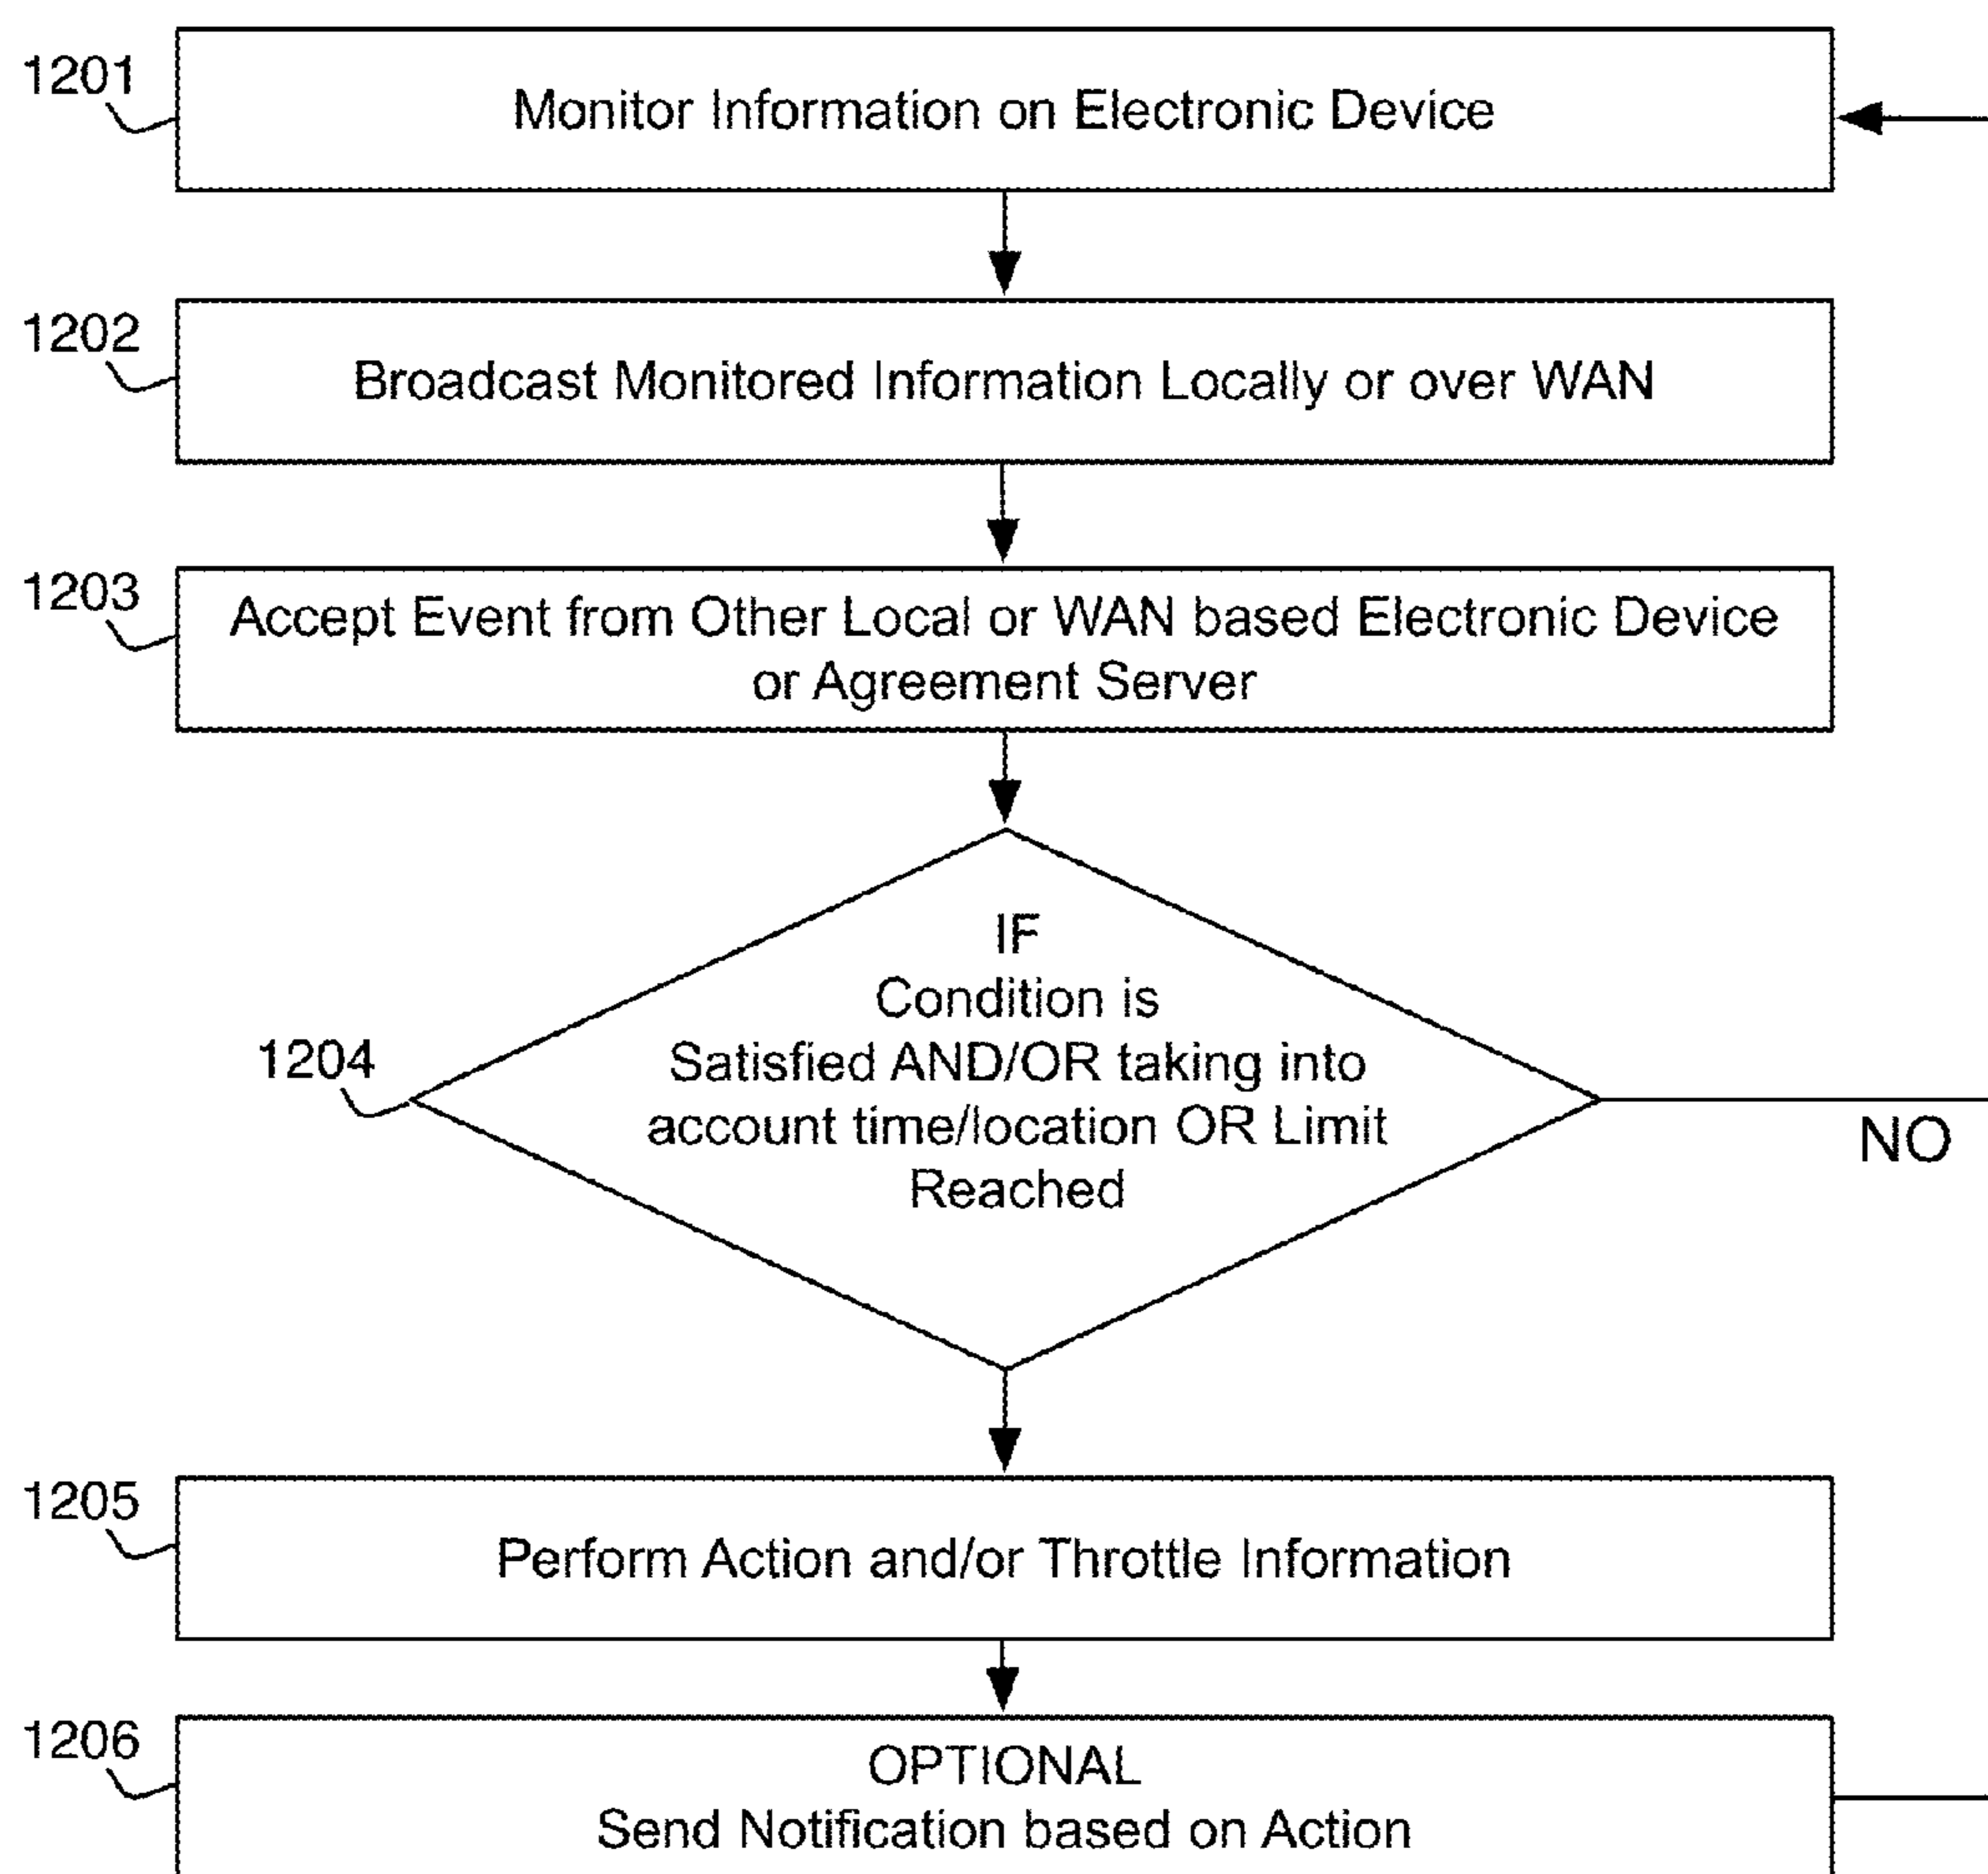 1201
Monitor Information on Electronic Device
1202
Broadcast Monitored Information Locally or over WAN
1203
Accept Event from Other Local or WAN based Electronic Device
or Agreement Server
IF
Condition is
Satisfied AND/OR taking into
account time/location OR Limit
Reached
1204
NO
1205
Perform Action and/or Throttle Information
1206
OPTIONAL
Send Notification based on Action